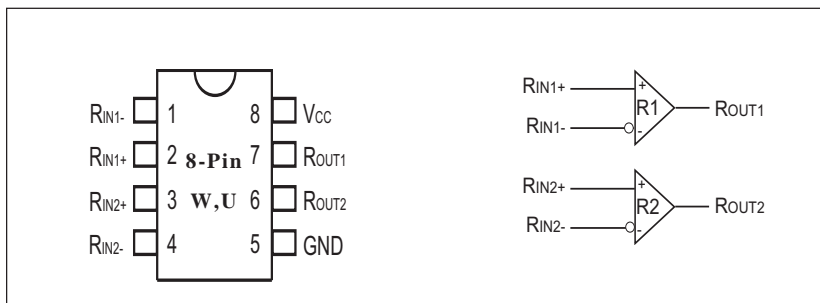 RIN1- 1 8 VCC
RIN1+ 2 8-Pin 7 ROUT1
RIN2+ 3 W,U 6 ROUT2
RIN2- 4 5 GND
RIN1+ + R1 ROUT1
RIN1- -
RIN2+ + R2 ROUT2
RIN2- -